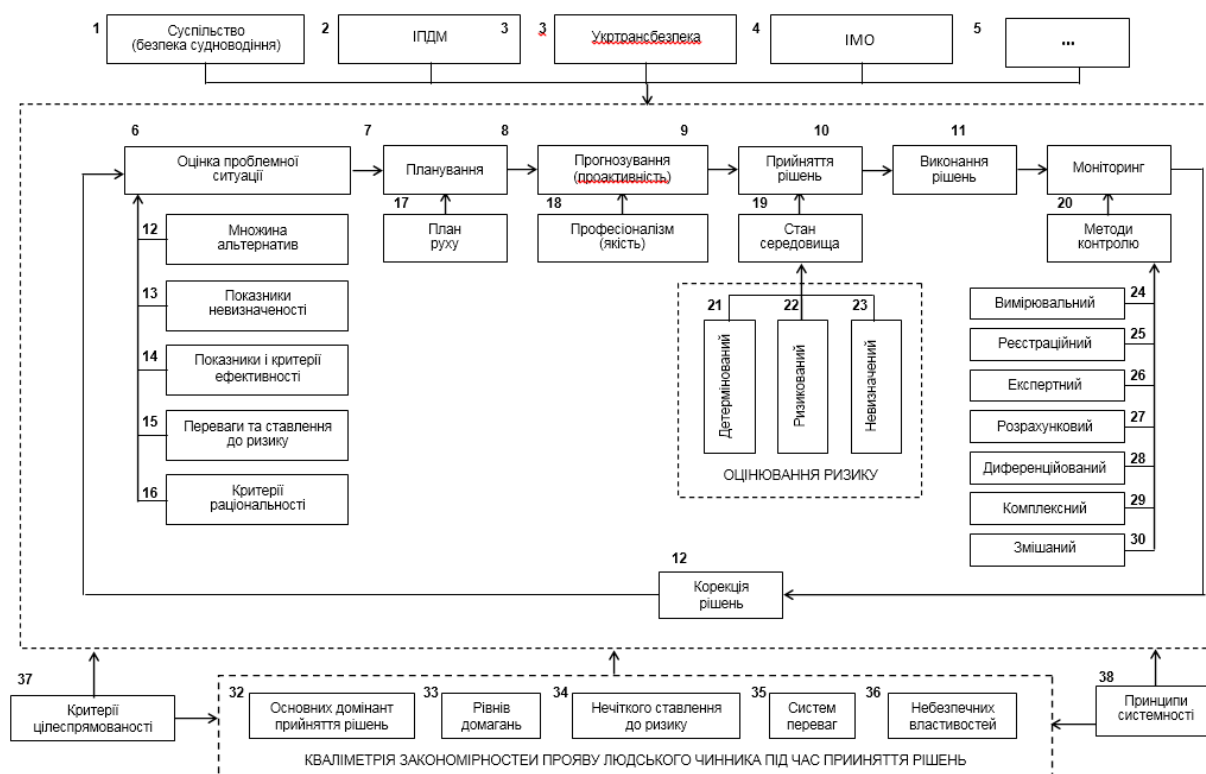 1
Суспільство
(безпека судноводіння)
2
ІПДМ
3
3
Укртрансбезпека
4
ІМО
5
...
6
Оцінка проблемної
ситуації
7
Планування
8
Прогнозування
(проактивність)
9
Прийняття
рішень
10
Виконання
рішень
11
Моніторинг
12
Множина
альтернатив
13
Показники
невизначеності
14
Показники і критерії
ефективності
15
Переваги та ставлення
до ризику
16
Критерії
раціональності
17
План
руху
18
Професіоналізм
(якість)
19
Стан
середовища
20
Методи
контролю
21
Детермінований
22
Ризикований
23
Невизначений
ОЦІНЮВАННЯ РИЗИКУ
Вимірювальний
24
Реєстраційний
25
Експертний
26
Розрахунковий
27
Диференційований
28
Комплексний
29
Змішаний
30
12
Корекція
рішень
37
Критерії
цілеспрямованості
32
Основних домінант
прийняття рішень
33
Рівнів
домагань
34
Нечіткого ставлення
до ризику
35
Систем
переваг
36
Небезпечних
властивостей
38
Принципи
системності
КВАЛІМЕТРІЯ ЗАКОНОМІРНОСТЕИ ПРОЯВУ ЛЮДСЬКОГО ЧИННИКА ПІД ЧАС ПРИИНЯТТЯ РІШЕНЬ